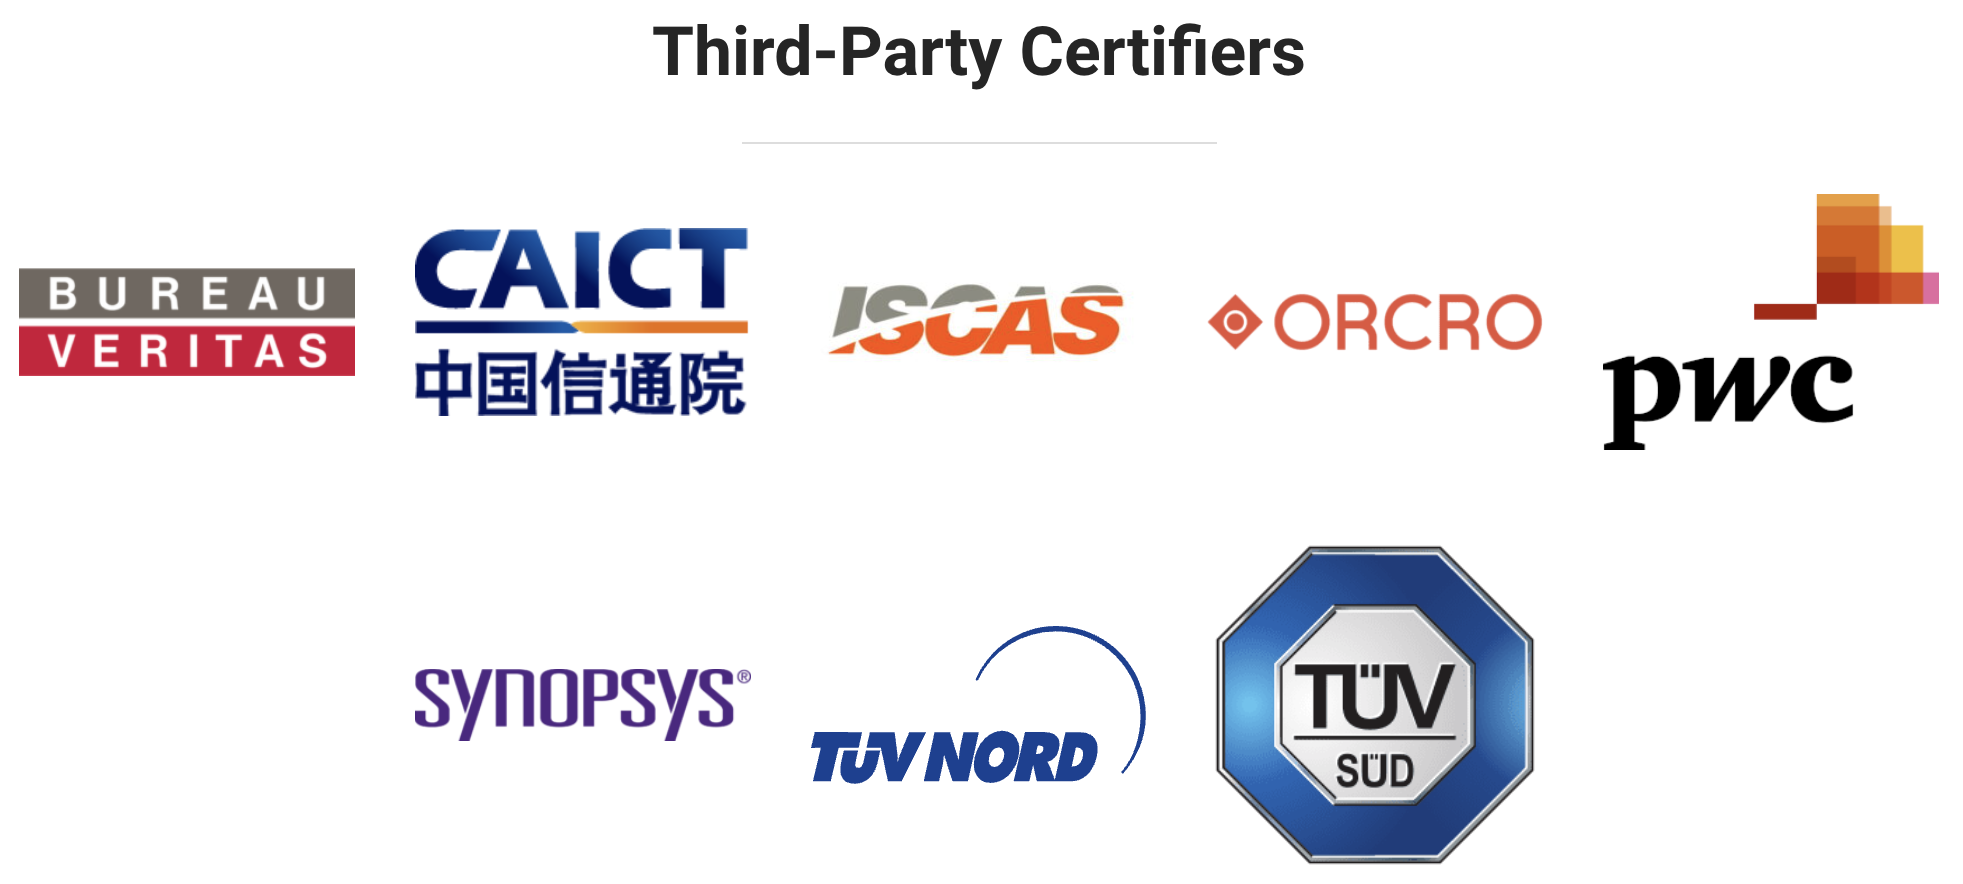 Third-Party Certifiers
BUREAU
VERITAS
CAICT
中国信通院
ISCAS
ORCRO
pwc
SYNOPSYS®
TÜV NORD
TÜV
SÜD